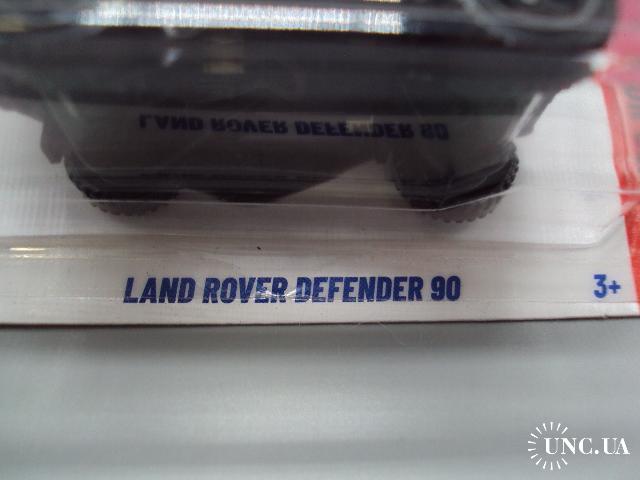 LAND ROVER DEFENDER 90
LAND ROVER DEFENDER 90
3+
UNC.UA